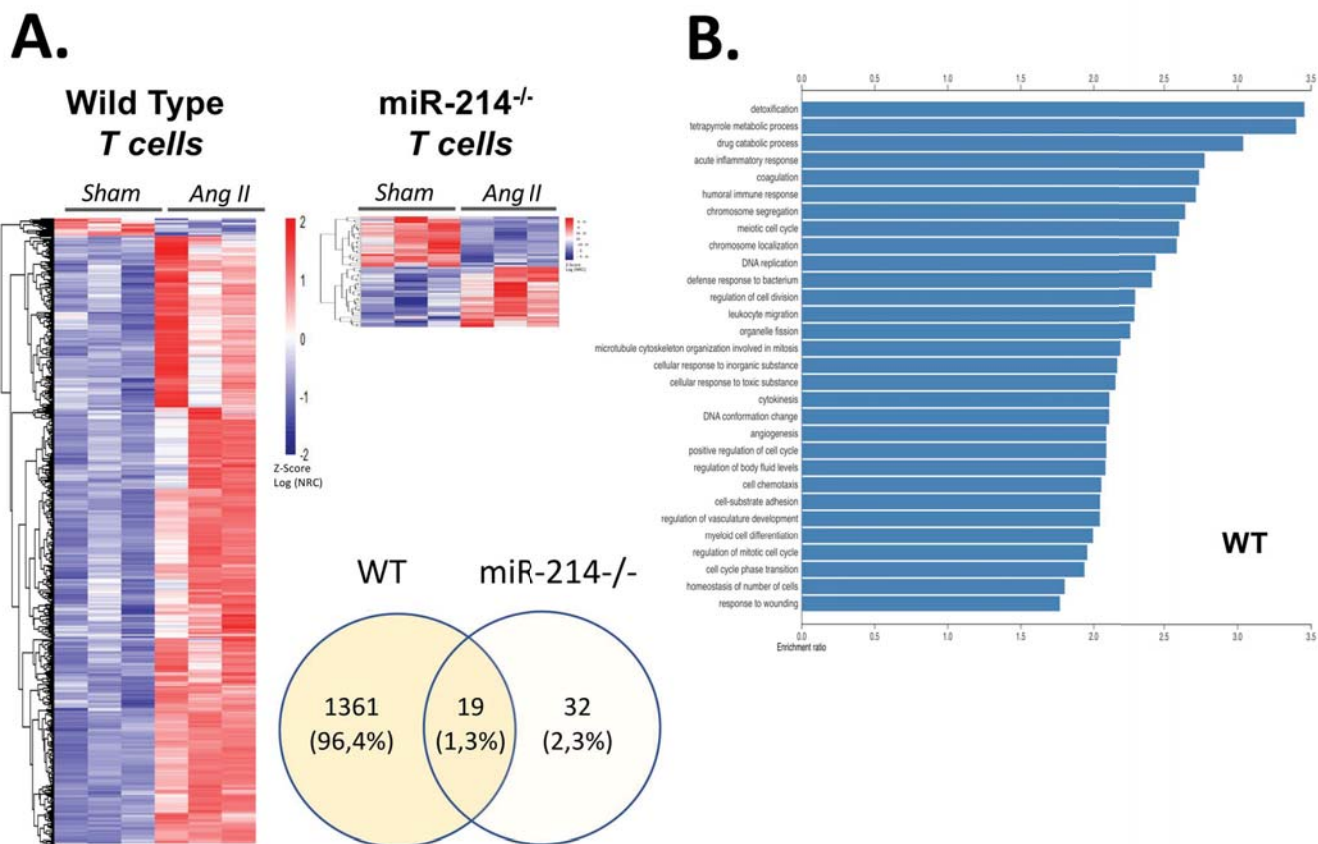 A.
Wild Type
T cells
Sham
Ang II
2
1
0
-1
-2
Z-Score
Log (NRC)
miR-214-/-
T cells
Sham
Ang II
Z-Score
Log (NRC)
WT
miR-214-/-
1361
(96,4%)
19
(1,3%)
32
(2,3%)
B.
0.0 0.5 1.0 1.5 2.0 2.5 3.0 3.5
detoxification
tetrapyrrole metabolic process
drug catabolic process
acute inflammatory response
coagulation
humoral immune response
chromosome segregation
meiotic cell cycle
chromosome localization
DNA replication
defense response to bacterium
regulation of cell division
leukocyte migration
organelle fission
microtubule cytoskeleton organization involved in mitosis
cellular response to inorganic substance
cellular response to toxic substance
cytokinesis
DNA conformation change
angiogenesis
positive regulation of cell cycle
regulation of body fluid levels
cell chemotaxis
cell-substrate adhesion
regulation of vasculature development
myeloid cell differentiation
regulation of mitotic cell cycle
cell cycle phase transition
homeostasis of number of cells
response to wounding
WT
0.0 0.5 1.0 1.5 2.0 2.5 3.0 3.5
Enrichment ratio